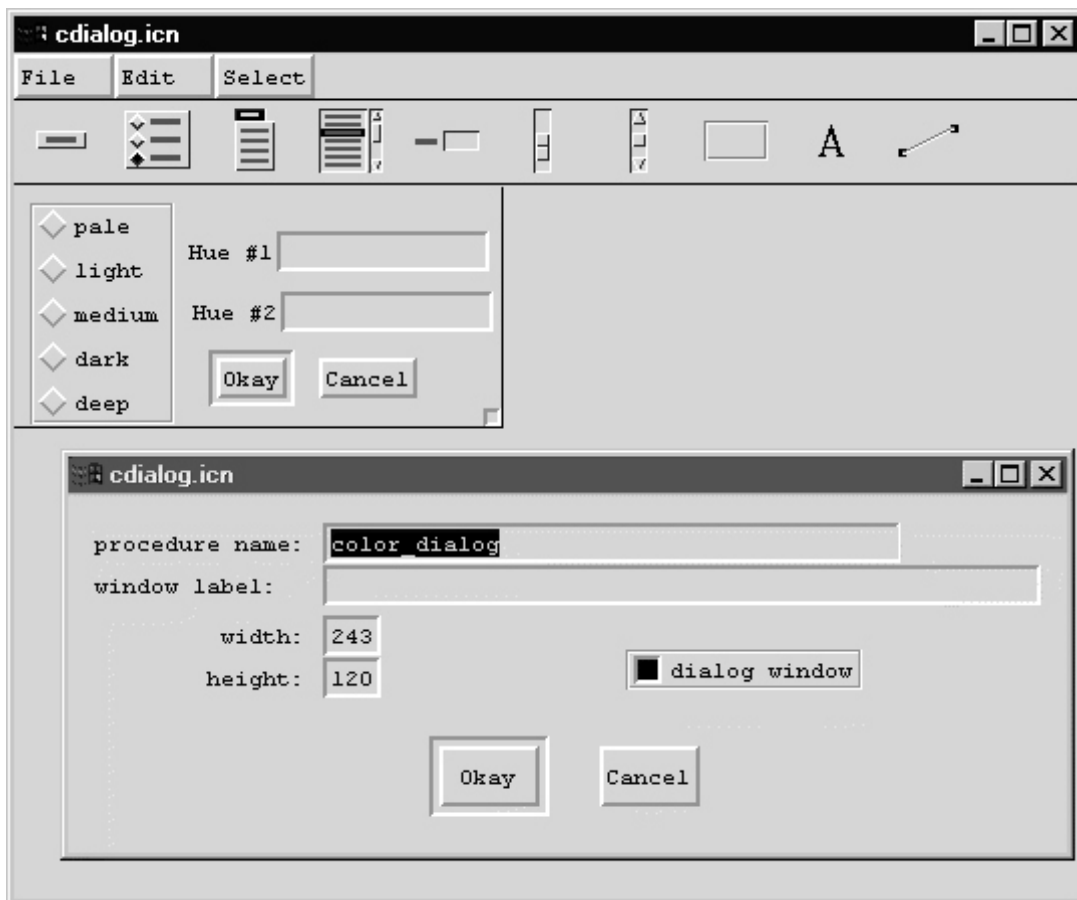 cdialog.icn
File Edit Select
A
pale
Hue #1
light
medium
Hue #2
dark
Okay Cancel
deep
cdialog.icn
procedure name: color_dialog
window label:
width: 243
height: 120
dialog window
Okay Cancel